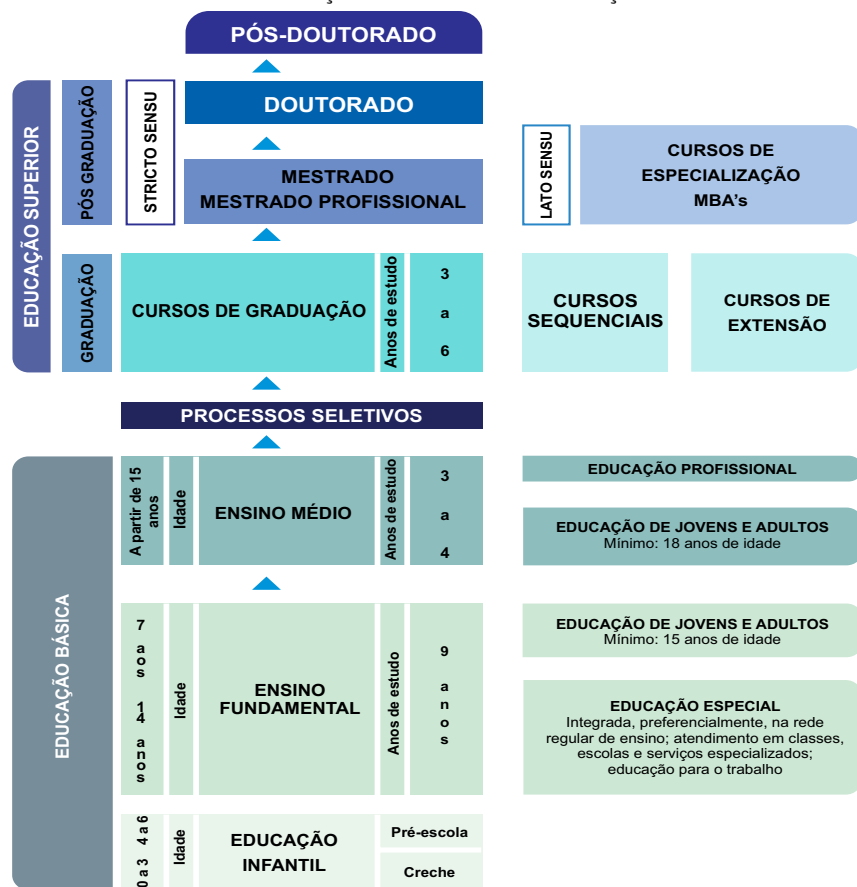 PÓS-DOUTORADO
EDUCAÇÃO SUPERIOR
PÓS GRADUAÇÃO
STRICTO SENSU
DOUTORADO
MESTRADO
MESTRADO PROFISSIONAL
LATO SENSU
CURSOS DE
ESPECIALIZAÇÃO
MBA's
GRADUAÇÃO
CURSOS DE GRADUAÇÃO
Anos de estudo
3
a
6
CURSOS
SEQUENCIAIS
CURSOS DE
EXTENSÃO
PROCESSOS SELETIVOS
EDUCAÇÃO BÁSICA
A partir de 15
anos
Idade
ENSINO MÉDIO
Anos de estudo
3
a
4
EDUCAÇÃO PROFISSIONAL
EDUCAÇÃO DE JOVENS E ADULTOS
Mínimo: 18 anos de idade
7 aos 14 anos
Idade
ENSINO
FUNDAMENTAL
Anos de estudo
9
a
n
o
s
EDUCAÇÃO DE JOVENS E ADULTOS
Mínimo: 15 anos de idade
EDUCAÇÃO ESPECIAL
Integrada, preferencialmente, na rede
regular de ensino; atendimento em classes,
escolas e serviços especializados;
educação para o trabalho
0 a 3 4 a 6
Idade
EDUCAÇÃO
INFANTIL
Pré-escola
Creche